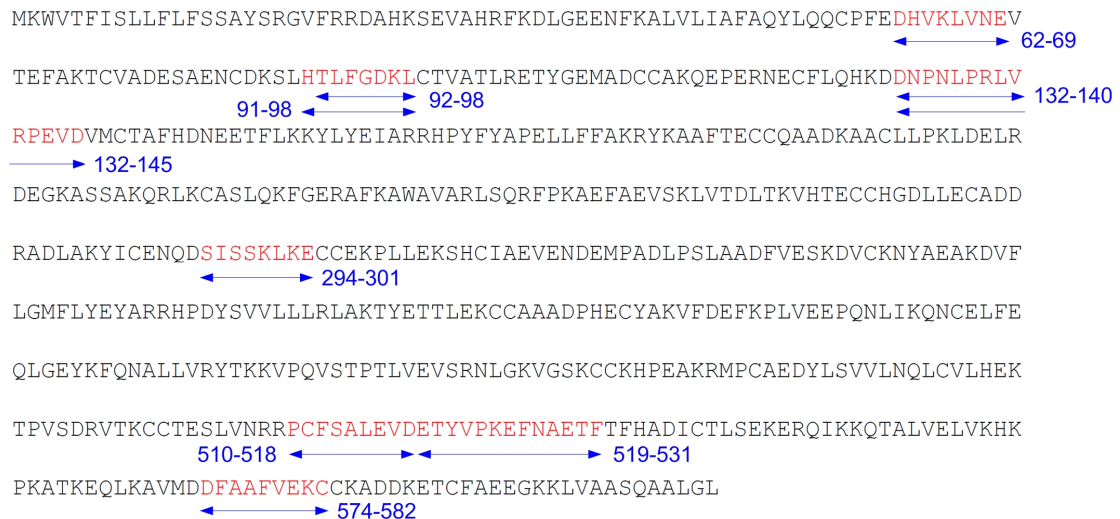 MKWVTFISLLFLFSSAYSRGVFRRDAHKSEVAHRFKDLGEENFKALVLIAFAQYLQQCPFEDHVKLVNEV
62-69
TEFAKTCVADESAENCDKSLHTLFGDKLCTVATLRETYGEMADCCAKQEPERNECFLQHKDDNPNLPRLV
91-98 92-98 132-140
RPEVDVMCTAFHDNEETFLKKYLYEIARRHPYFYAPELLFFAKRYKAAFTECCQAADKAACLLPKLDELR
132-145
DEGKASSAKQRLKCASLQKFGERAFKAWAVARLSQRFPKAEFAEVSKLVTDLTKVHTECCHGDLLECADD
RADLAKYICENQDSISSKLKECCEKPLLEKSHCIAEVENDEMPADLPSLAADFVESKDVCKNYAEAKDVF
294-301
LGMFLYEYARRHPDYSVVLLLRLAKTYETTLEKCCAAADPHECYAKVFDEFKPLVEEPQNLIKQNCELFE
QLGEYKFQNALLVRYTKKVPQVSTPTLVEVSRNLGKVGSKCCKHPEAKRMPCAEDYLSVVLNQLCVLHEK
TPVSDRVTKCCTESLVNRRPCFSALEVDETYVPKEFNAETFTFHADICTLSEKERQIKKQTALVELVKHK
510-518 519-531
PKATKEQLKAVMDDFAAFVEKCCKADDKETCFAEEGKKLVAASQAALGL
574-582